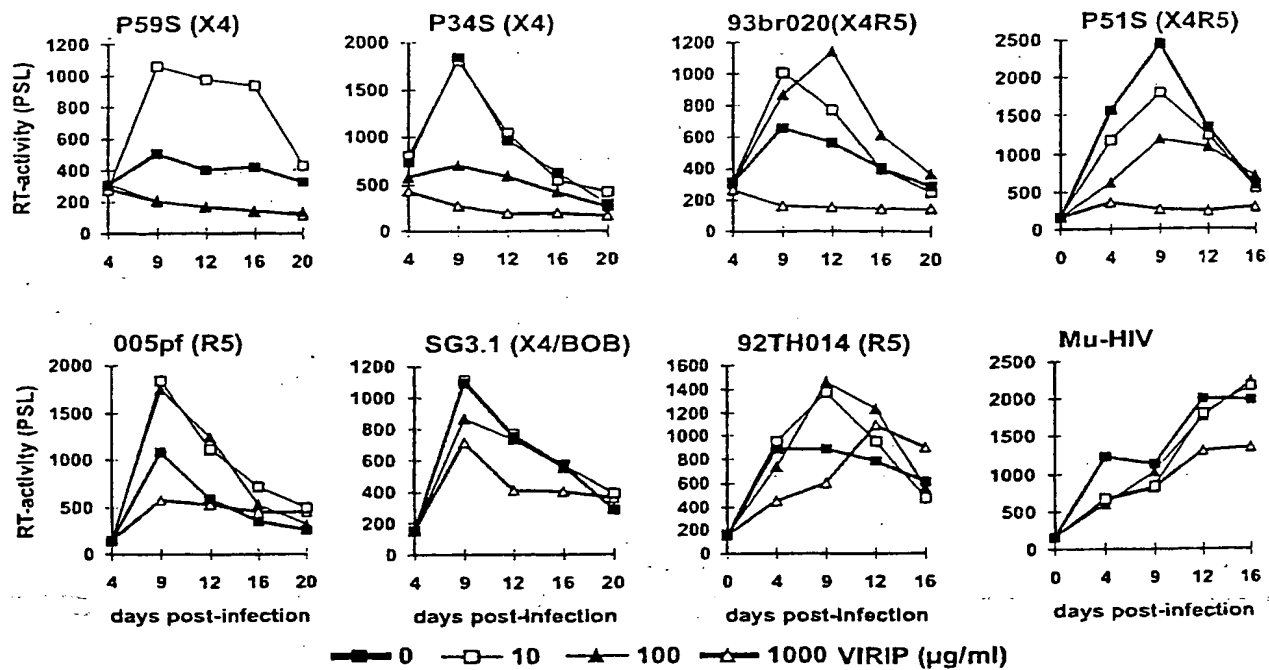 P59S (X4)
P34S (X4)
93br020(X4R5)
P51S (X4R5)
RT-activity (PSL)
1200
1000
800
600
400
200
0
4 9 12 16 20
2000
1500
1000
500
0
4 9 12 16 20
1200
1000
800
600
400
200
0
4 9 12 16 20
2500
2000
1500
1000
500
0
0 4 9 12 16
005pf (R5)
SG3.1 (X4/BOB)
92TH014 (R5)
Mu-HIV
RT-activity (PSL)
2000
1500
1000
500
0
4 9 12 16 20
days post-infection
1200
1000
800
600
400
200
0
4 9 12 16 20
days post-infection
1600
1400
1200
1000
800
600
400
200
0
0 4 9 12 16
days post-infection
2500
2000
1500
1000
500
0
0 4 9 12 16
days post-infection
0 10 100 1000 VIRIP (µg/ml)